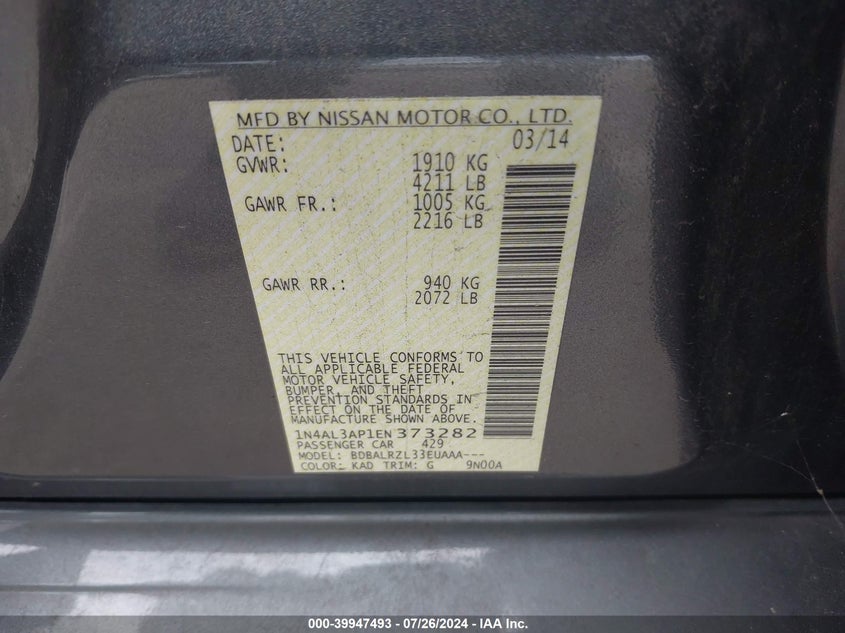 MFD BY NISSAN MOTOR CO., LTD.
DATE: 03/14
GVWR: 1910 KG
4211 LB
GAWR FR.: 1005 KG
2216 LB
GAWR RR.: 940 KG
2072 LB
THIS VEHICLE CONFORMS TO
ALL APPLICABLE FEDERAL
MOTOR VEHICLE SAFETY,
BUMPER, AND THEFT
PREVENTION STANDARDS IN
EFFECT ON THE DATE OF
MANUFACTURE SHOWN ABOVE.
1N4AL3AP1EN373282
PASSENGER CAR 429
MODEL: BDBALRZL33EUAAA---
COLOR: KAD TRIM: G 9N00A
000-39947493 - 07/26/2024 - IAA Inc.